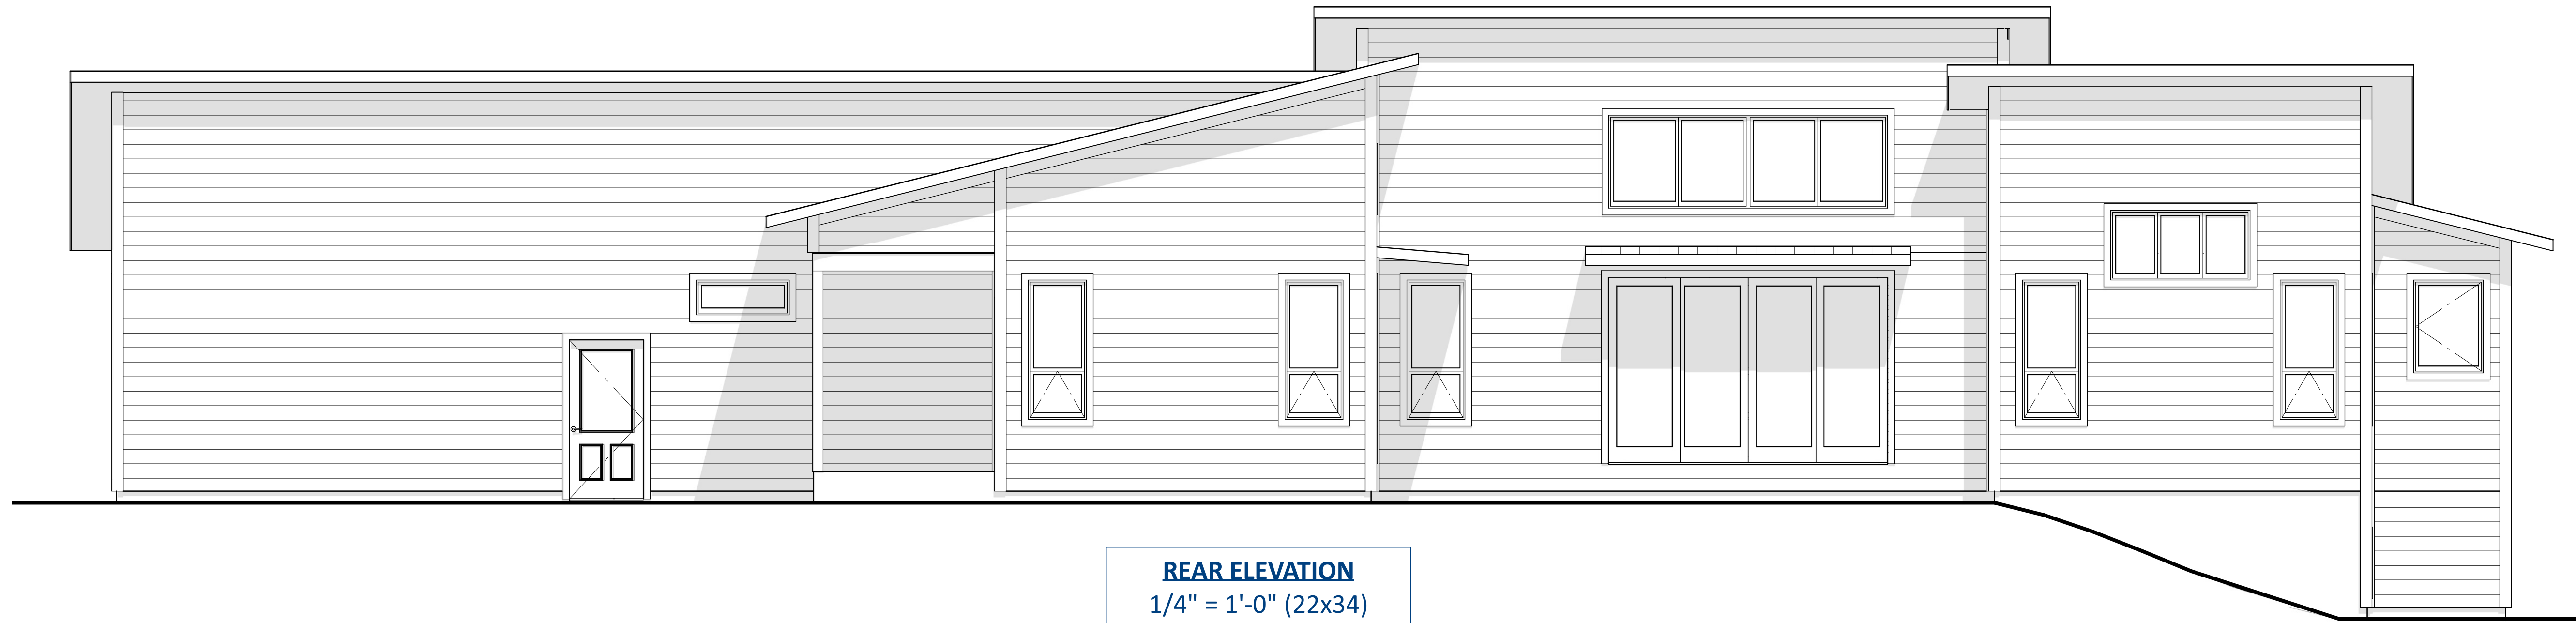 REAR ELEVATION
1/4" = 1'-0" (22x34)